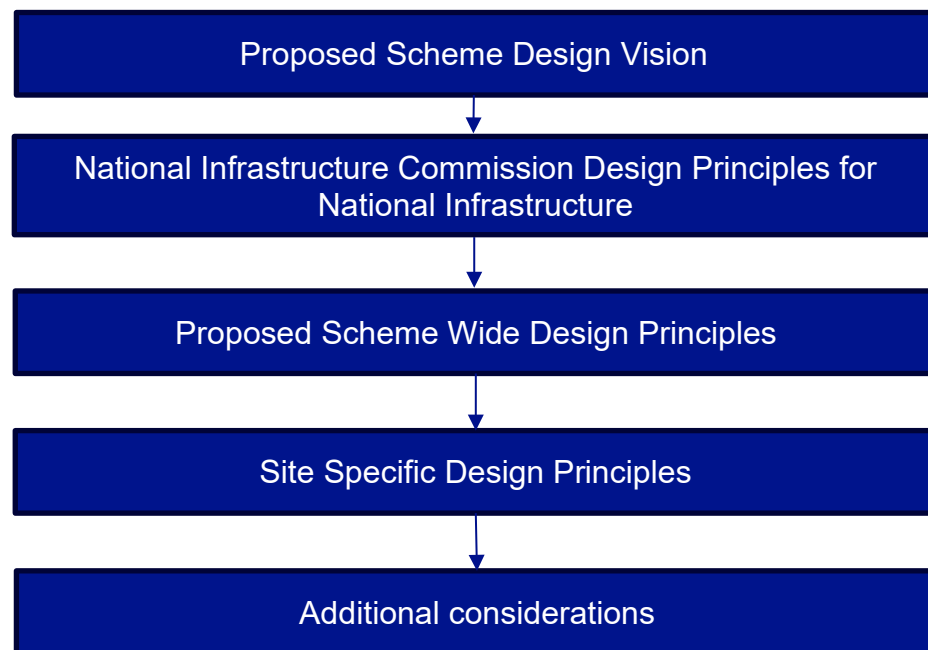 Proposed Scheme Design Vision
National Infrastructure Commission Design Principles for
National Infrastructure
Proposed Scheme Wide Design Principles
Site Specific Design Principles
Additional considerations